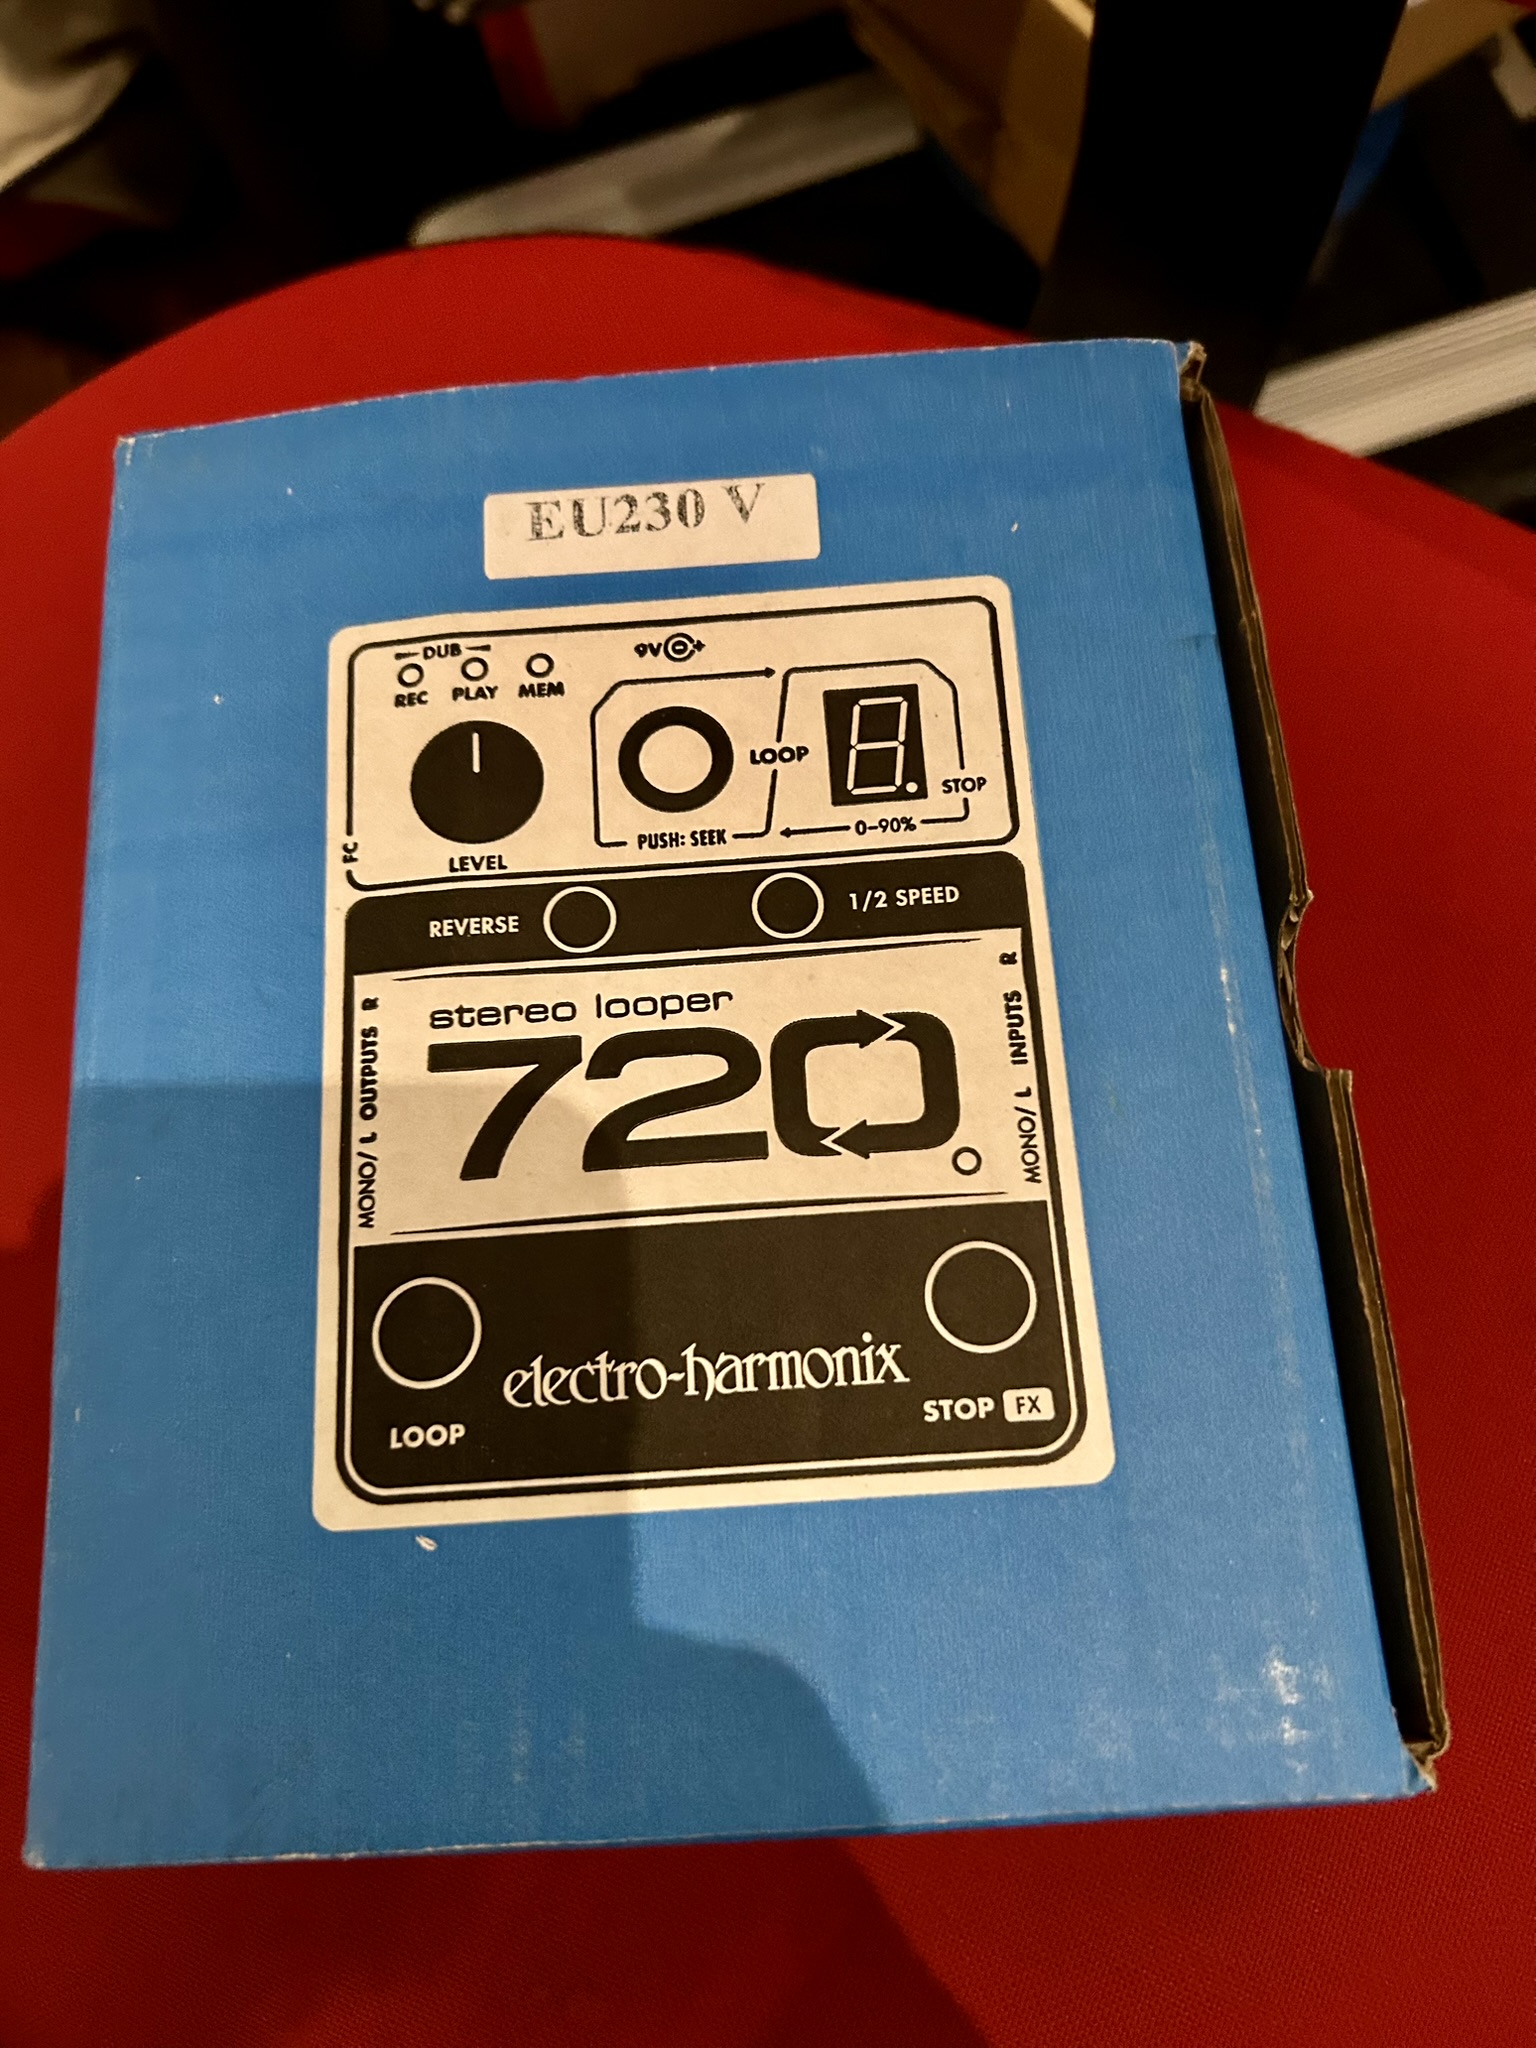 EU230 V
DUB
REC PLAY MEM
9V
LOOP
8.
STOP
PUSH: SEEK
0-90%
LEVEL
FC
REVERSE
1/2 SPEED
stereo looper
720
MONO/ L OUTPUTS R
MONO/ L INPUTS R
electro-harmonix
LOOP
STOP FX